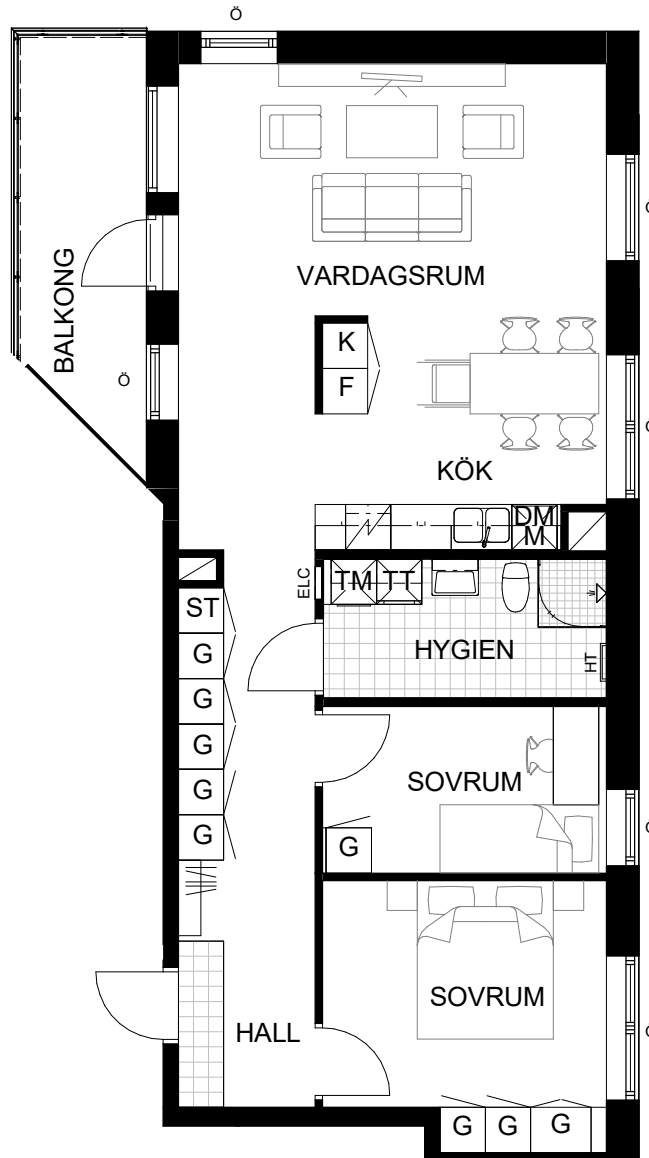 Ö
Ö
BALKONG
VARDAGSRUM
K
F
Ö
Ö
KÖK
DM
M
ELC
TM
TT
ST
HYGIEN
HT
G
G
G
G
G
SOVRUM
Ö
G
SOVRUM
HALL
Ö
G
G
G